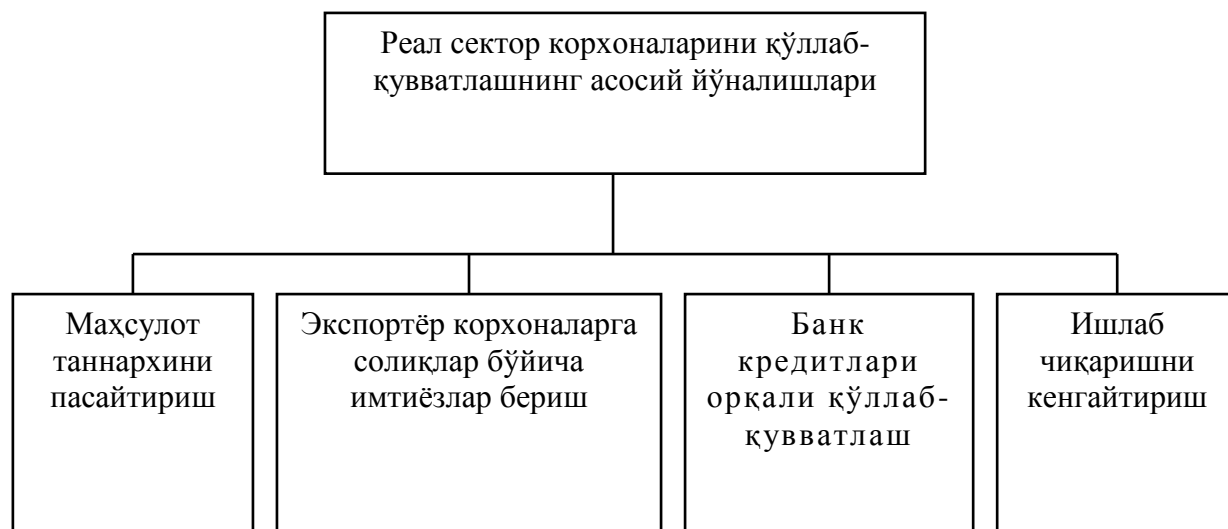 Реал сектор корхоналарини қўллаб-
қувватлашнинг асосий йўналишлари
Маҳсулот
таннархини
пасайтириш
Экспортёр корхоналарга
солиқлар бўйича
имтиёзлар бериш
Банк
кредитлари
орқали қўллаб-
қувватлаш
Ишлаб
чиқаришни
кенгайтириш